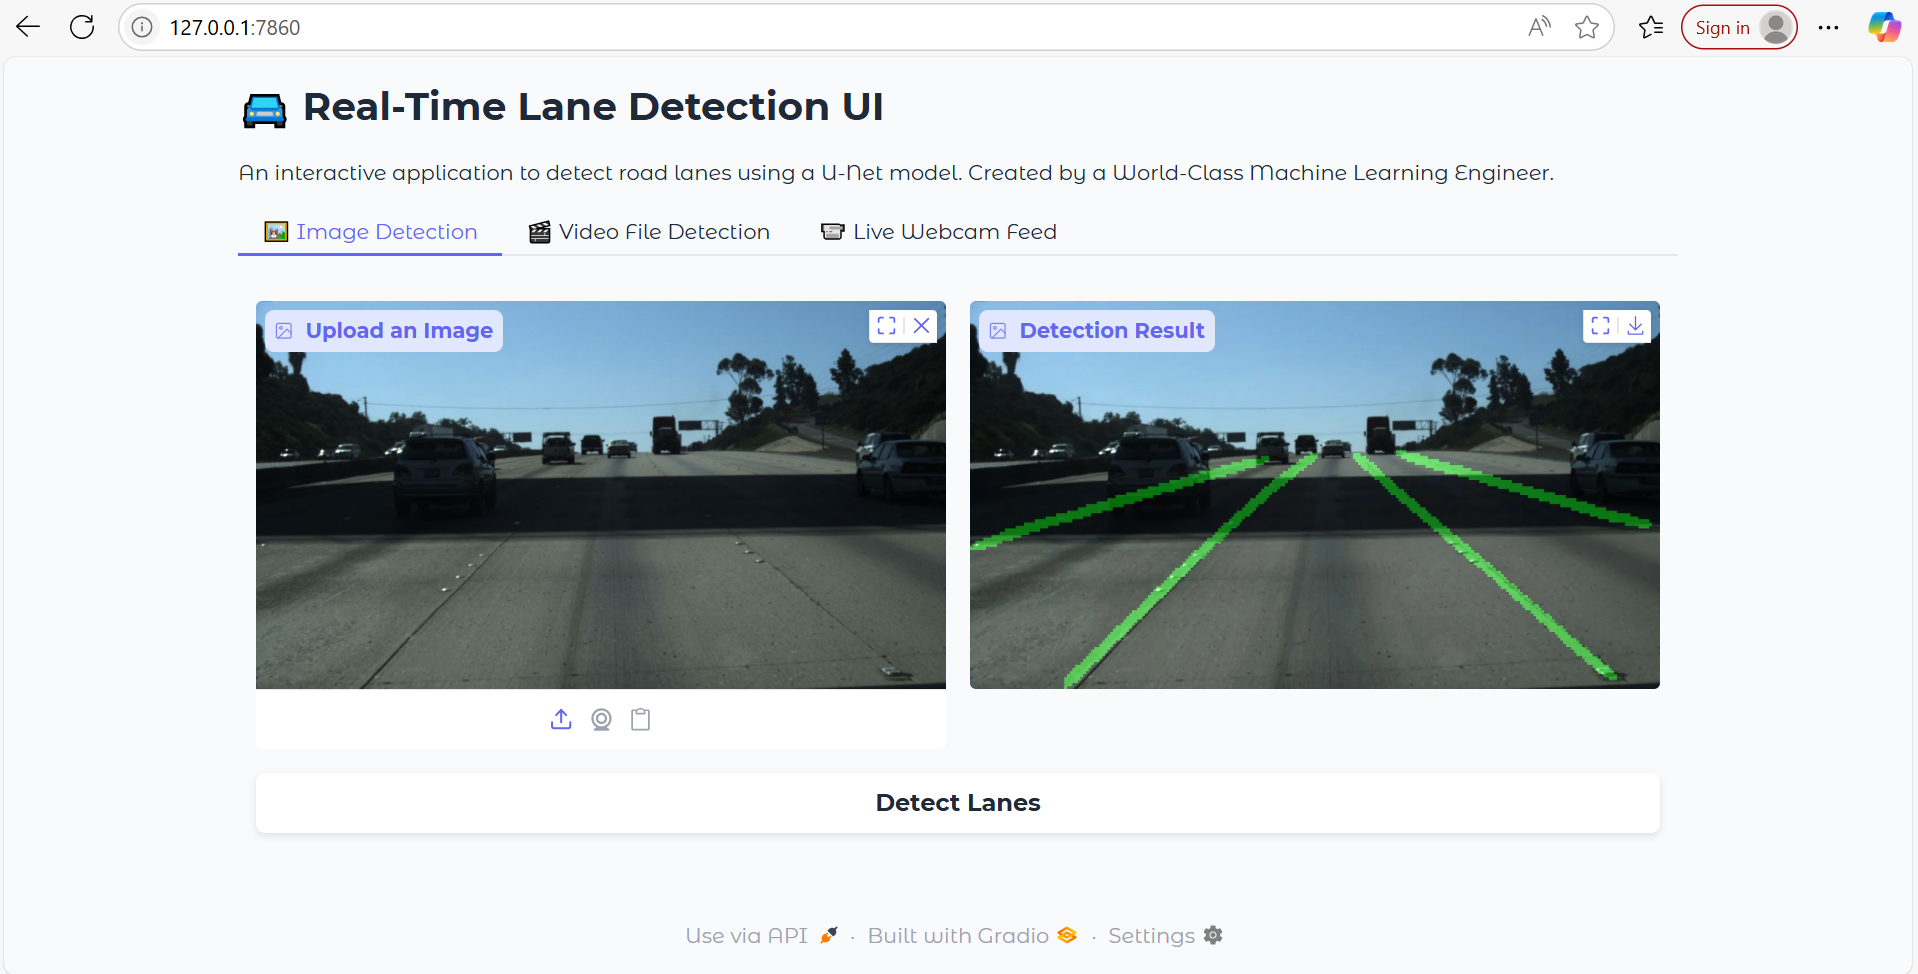 127.0.0.1:7860
Sign in
Real-Time Lane Detection UI
An interactive application to detect road lanes using a U-Net model. Created by a World-Class Machine Learning Engineer.
Image Detection
Video File Detection
Live Webcam Feed
Upload an Image
Detection Result
Detect Lanes
Use via API · Built with Gradio · Settings